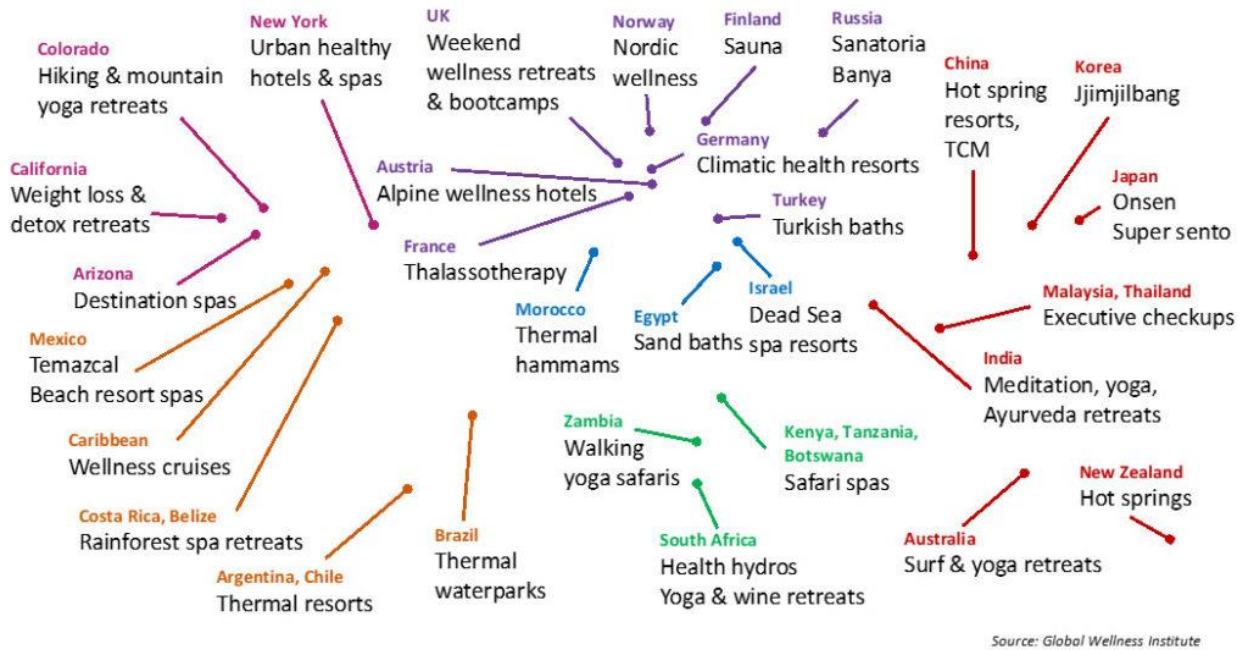 New York
Urban healthy
hotels & spas
UK
Weekend
wellness retreats
& bootcamps
Norway
Nordic
wellness
Finland
Sauna
Russia
Sanatoria
Banya
Colorado
Hiking & mountain
yoga retreats
China
Hot spring
resorts,
TCM
Korea
Jjimjilbang
Germany
Climatic health resorts
California
Weight loss &
detox retreats
Austria
Alpine wellness hotels
Japan
Onsen
Super sento
Turkey
Turkish baths
France
Thalassotherapy
Arizona
Destination spas
Morocco
Thermal
hammams
Egypt
Sand baths
Israel
Dead Sea
spa resorts
Malaysia, Thailand
Executive checkups
Mexico
Temazcal
Beach resort spas
India
Meditation, yoga,
Ayurveda retreats
Caribbean
Wellness cruises
Zambia
Walking
yoga safaris
Kenya, Tanzania,
Botswana
Safari spas
New Zealand
Hot springs
Costa Rica, Belize
Rainforest spa retreats
Brazil
Thermal
waterparks
South Africa
Health hydros
Yoga & wine retreats
Australia
Surf & yoga retreats
Argentina, Chile
Thermal resorts
Source: Global Wellness Institute